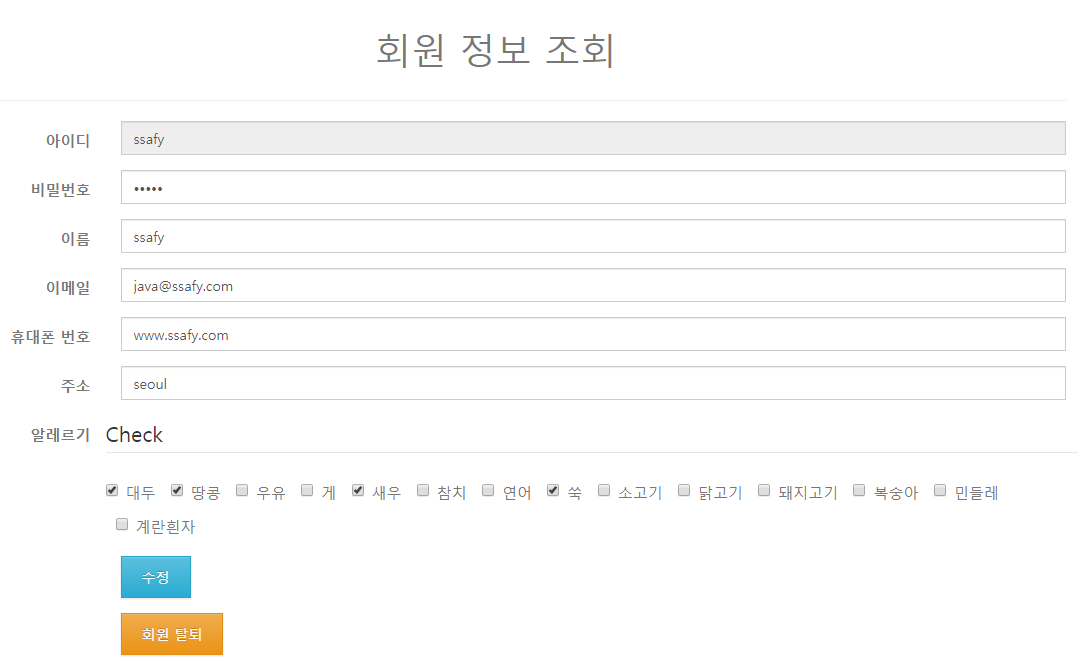 회원 정보 조회
아이디 ssafy
비밀번호 •••••
이름 ssafy
이메일 java@ssafy.com
휴대폰 번호 www.ssafy.com
주소 seoul
알레르기 Check
대두 땅콩 우유 게 새우 참치 연어 쑥 소고기 닭고기 돼지고기 복숭아 민들레
계란흰자
수정
회원 탈퇴